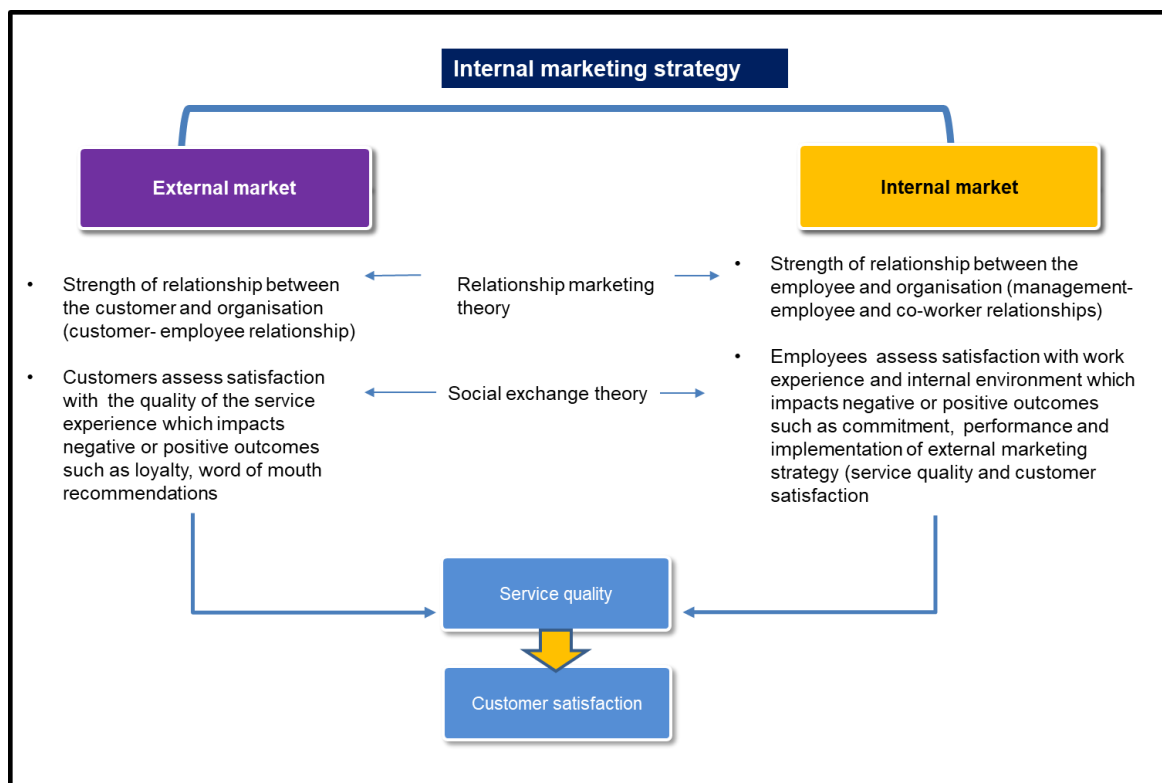 Internal marketing strategy
External market
Internal market
• Strength of relationship between
the customer and organisation
(customer- employee relationship)
• Customers assess satisfaction
with the quality of the service
experience which impacts
negative or positive outcomes
such as loyalty, word of mouth
recommendations
Relationship marketing
theory
Social exchange theory
• Strength of relationship between the
employee and organisation (management-
employee and co-worker relationships)
• Employees assess satisfaction with work
experience and internal environment which
impacts negative or positive outcomes
such as commitment, performance and
implementation of external marketing
strategy (service quality and customer
satisfaction
Service quality
Customer satisfaction